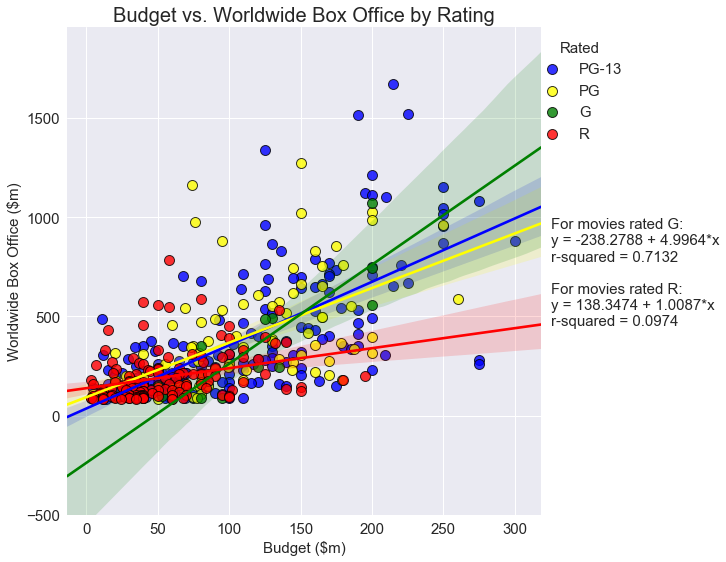 Budget vs. Worldwide Box Office by Rating
Rated
PG-13
PG
G
R
1500
1000
500
0
−500
Worldwide Box Office ($m)
For movies rated G:
y = -238.2788 + 4.9964*x
r-squared = 0.7132
For movies rated R:
y = 138.3474 + 1.0087*x
r-squared = 0.0974
0 50 100 150 200 250 300
Budget ($m)